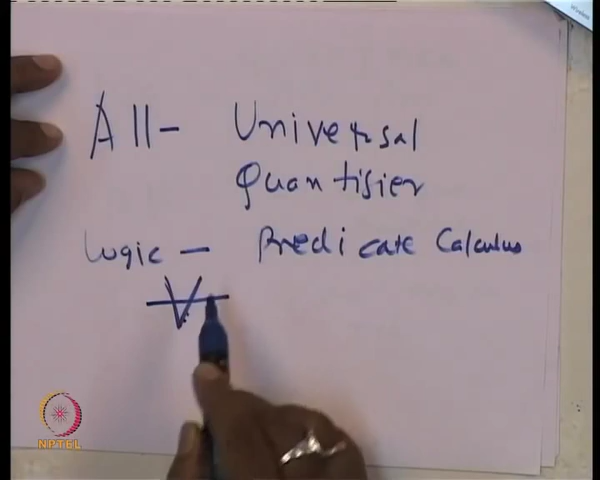 All - Universal
Quantifier
Logic - Predicate Calculus
∀
NPTEL